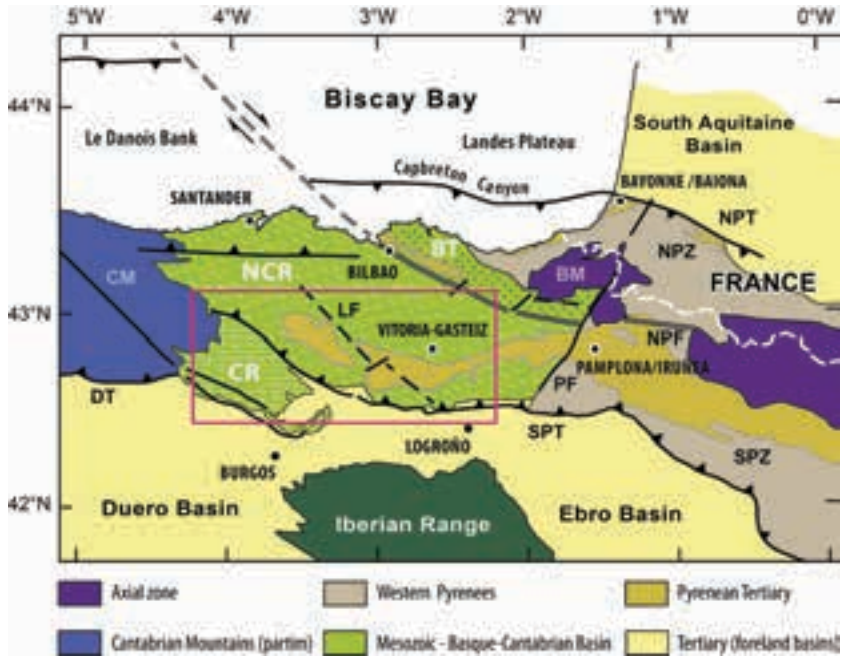 5°W 4°W 3°W 2°W 1°W 0°W
44°N
43°N
42°N
Biscay Bay
Le Danois Bank
Landes Plateau
South Aquitaine
Basin
Capbreton Canyon
BAYONNE/BAIONA
SANTANDER
NPT
BT
NPZ
BILBAO
NCR
BM
CM
FRANCE
LF
VITORIA-GASTEIZ
NPF
PAMPLONA/IRUNEA
CR
PF
DT
SPT
LOGROÑO
SPZ
BURGOS
Duero Basin
Ebro Basin
Iberian Range
Axial zone
Western Pyrenees
Pyrenean Tertiary
Cantabrian Mountains (partim)
Mesozoic - Basque-Cantabrian Basin
Tertiary (foreland basins)